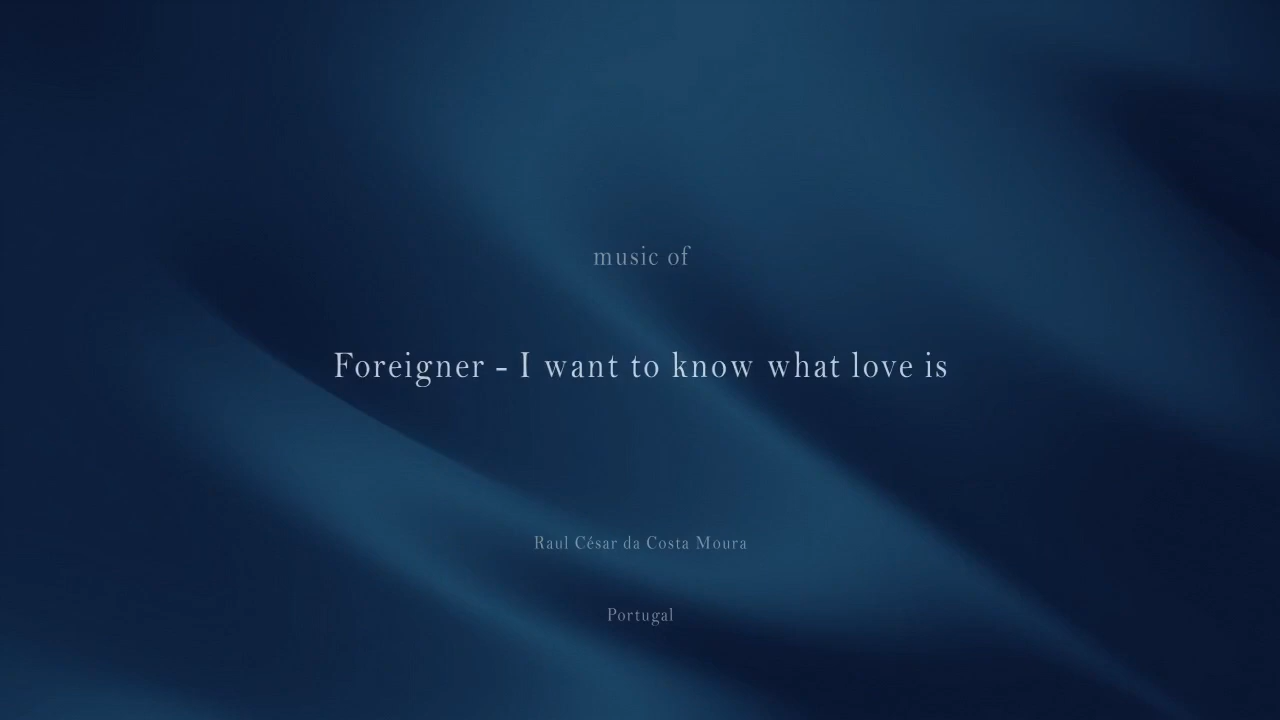 music of
Foreigner - I want to know what love is
Raul César da Costa Moura
Portugal